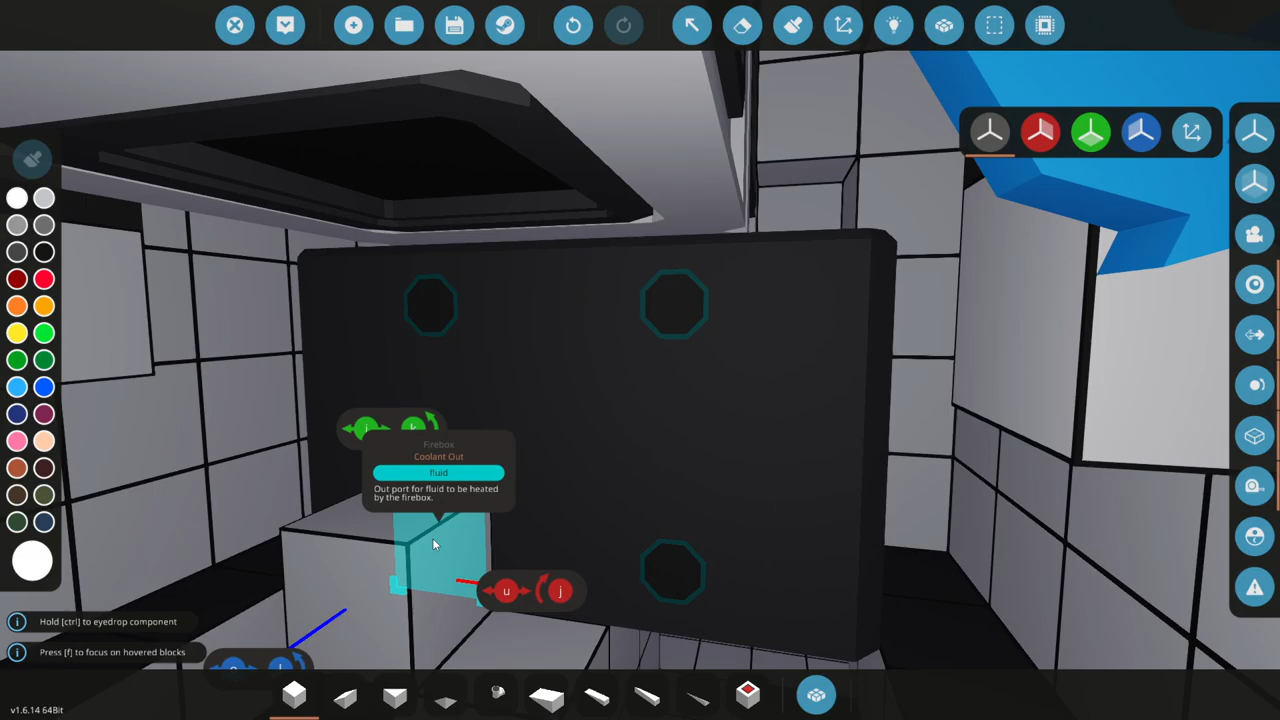 i
k
Firebox
Coolant Out
fluid
Out port for fluid to be heated
by the firebox.
u
j
Hold [ctrl] to eyedrop component
Press [f] to focus on hovered blocks
v1.6.14 64Bit